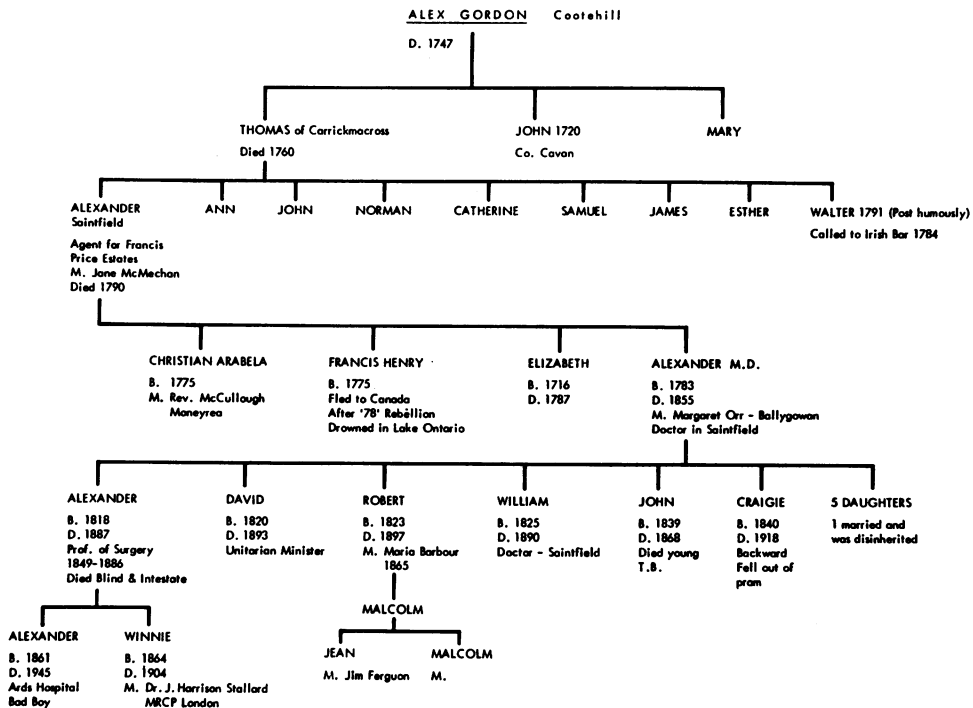 ALEX GORDON Cootehill
D. 1747
THOMAS of Carrickmacross
Died 1760
JOHN 1720
Co. Cavan
MARY
ALEXANDER
Saintfield
Agent for Francis
Price Estates
M. Jane McMechan
Died 1790
ANN
JOHN
NORMAN
CATHERINE
SAMUEL
JAMES
ESTHER
WALTER 1791 (Post humously)
Called to Irish Bar 1784
CHRISTIAN ARABELA
B. 1775
M. Rev. McCullough
Moneyrea
FRANCIS HENRY
B. 1775
Fled to Canada
After '78' Rebellion
Drowned in Lake Ontario
ELIZABETH
B. 1716
D. 1787
ALEXANDER M.D.
B. 1783
D. 1855
M. Margaret Orr - Ballygowan
Doctor in Saintfield
ALEXANDER
B. 1818
D. 1887
Prof. of Surgery
1849-1886
Died Blind & Intestate
DAVID
B. 1820
D. 1893
Unitarian Minister
ROBERT
B. 1823
D. 1897
M. Maria Barbour
1865
WILLIAM
B. 1825
D. 1890
Doctor - Saintfield
JOHN
B. 1839
D. 1868
Died young
T.B.
CRAIGIE
B. 1840
D. 1918
Backward
Fell out of
pram
5 DAUGHTERS
1 married and
was disinherited
ALEXANDER
B. 1861
D. 1945
Ards Hospital
Bad Boy
WINNIE
B. 1864
D. 1904
M. Dr. J. Harrison Stallard
MRCP London
MALCOLM
JEAN
M. Jim Ferguon
MALCOLM
M.